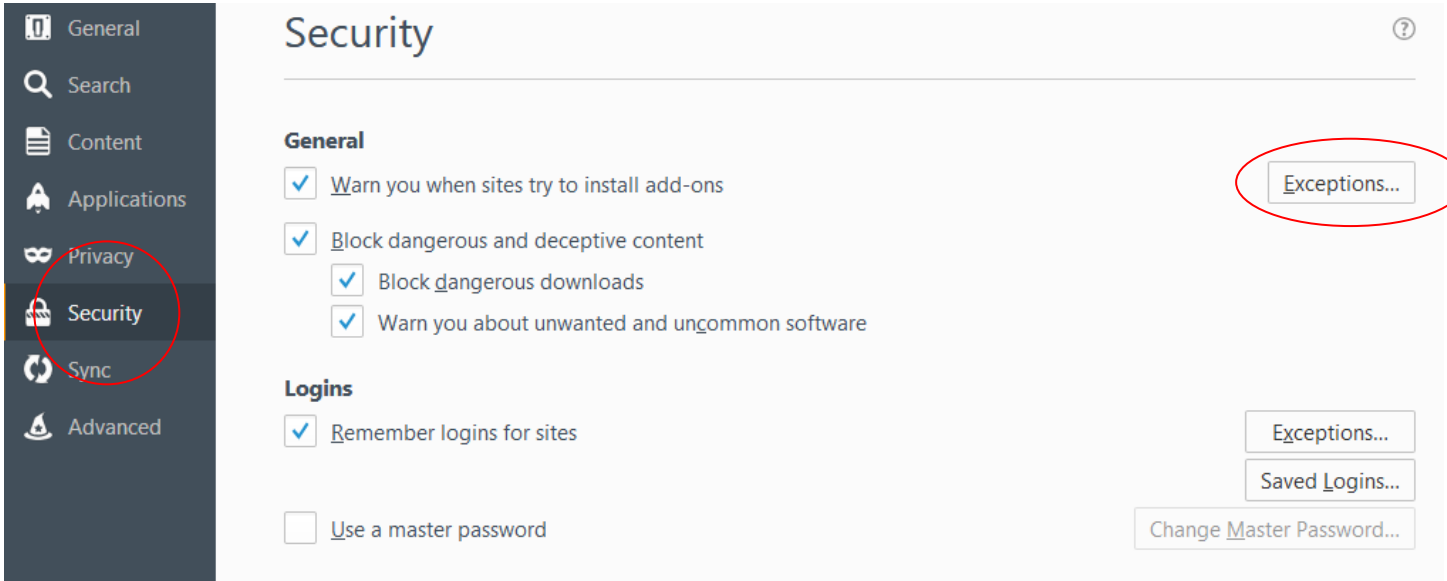 General
Search
Content
Applications
Privacy
Security
Sync
Advanced
Security
?
General
Warn you when sites try to install add-ons
Exceptions...
Block dangerous and deceptive content
Block dangerous downloads
Warn you about unwanted and uncommon software
Logins
Remember logins for sites
Exceptions...
Saved Logins...
Use a master password
Change Master Password...